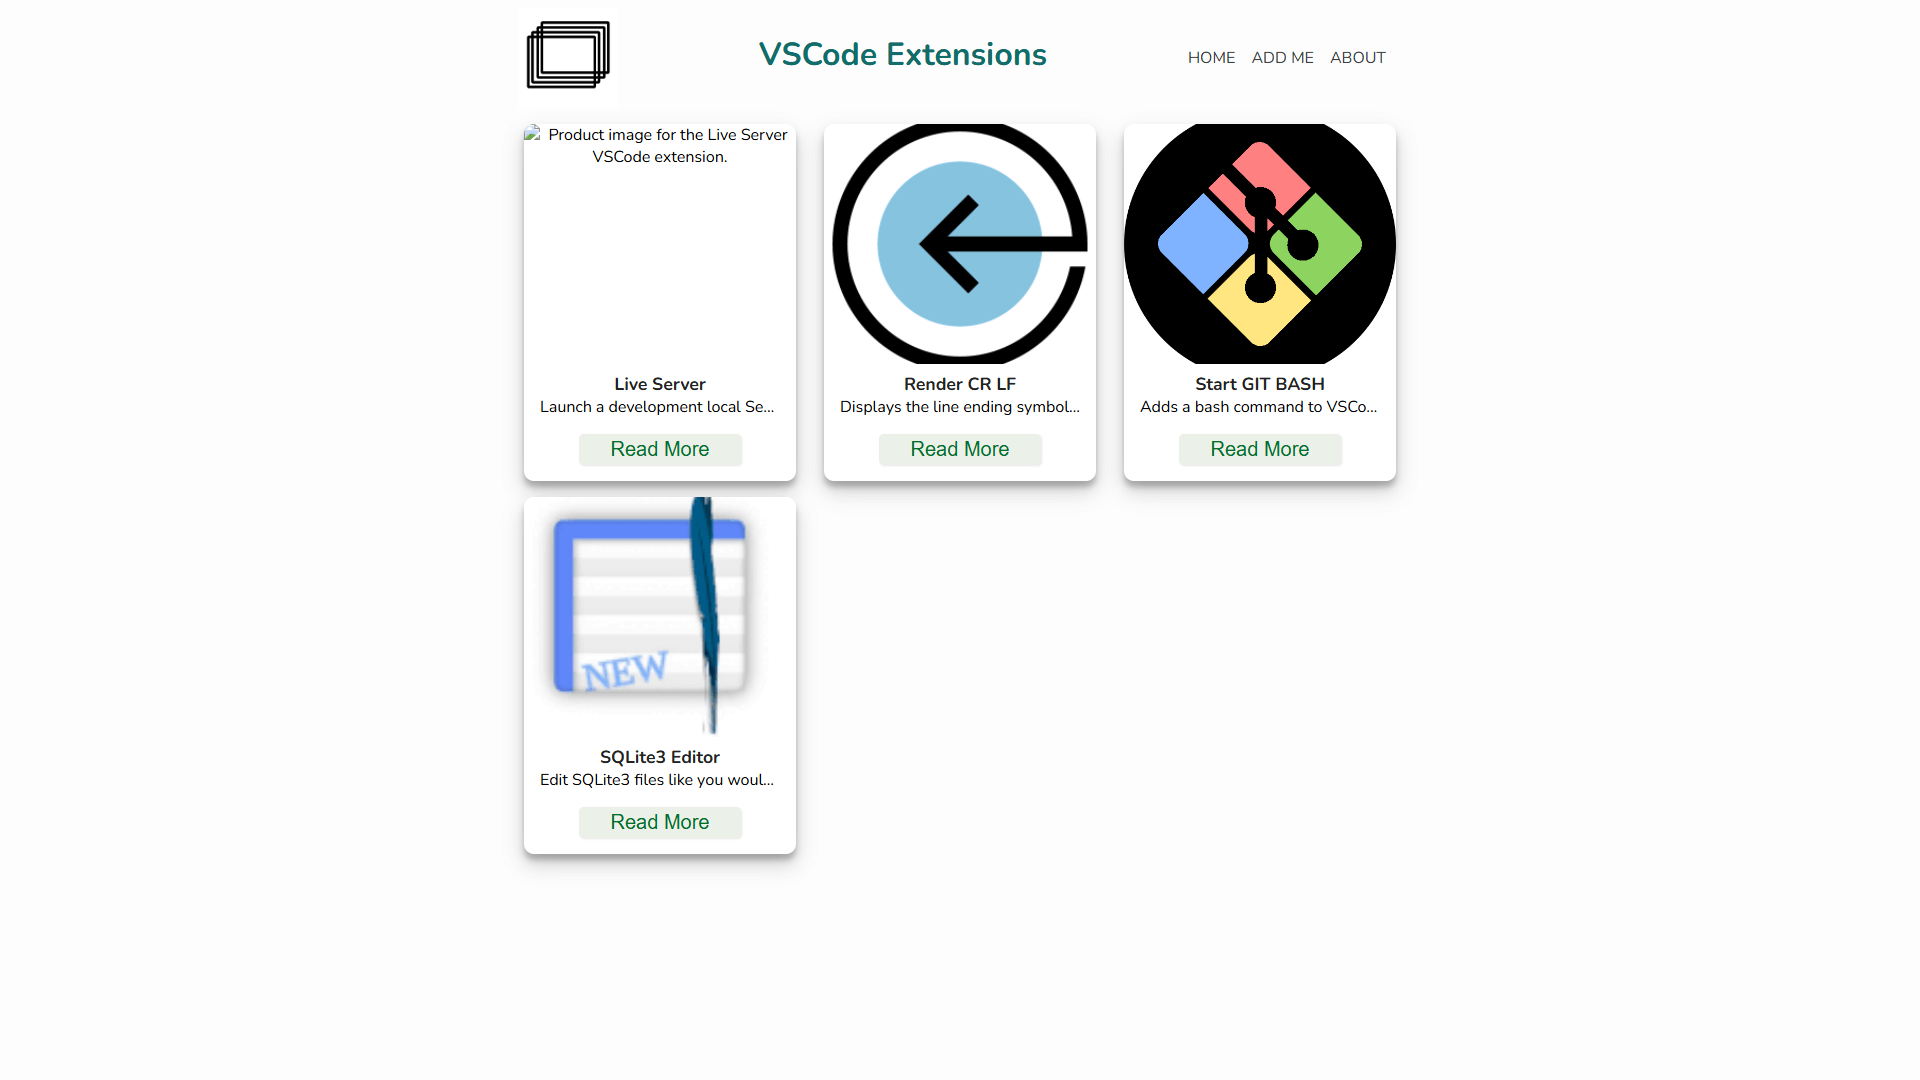 VSCode Extensions
HOME ADD ME ABOUT
Product image for the Live Server
VSCode extension.
Live Server
Launch a development local Se...
Read More
Render CR LF
Displays the line ending symbol...
Read More
Start GIT BASH
Adds a bash command to VSCo...
Read More
NEW
SQLite3 Editor
Edit SQLite3 files like you woul...
Read More